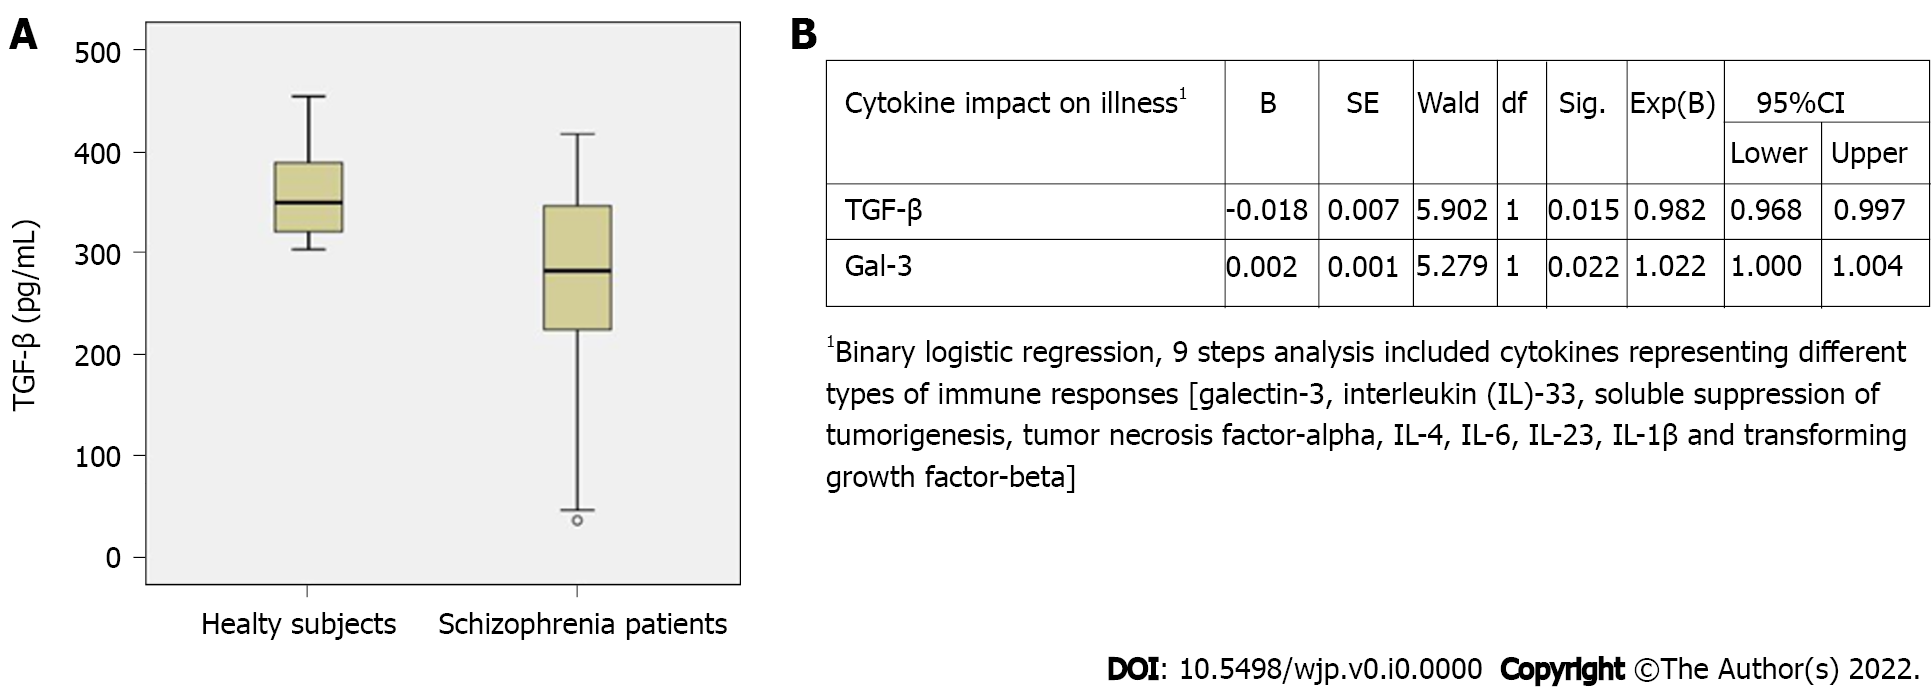 A
500
400
300
200
100
0
TGF-β (pg/mL)
Healty subjects
Schizophrenia patients
B
Cytokine impact on illness¹ B SE Wald df Sig. Exp(B) 95%CI
Lower Upper
TGF-β -0.018 0.007 5.902 1 0.015 0.982 0.968 0.997
Gal-3 0.002 0.001 5.279 1 0.022 1.022 1.000 1.004
¹Binary logistic regression, 9 steps analysis included cytokines representing different
types of immune responses [galectin-3, interleukin (IL)-33, soluble suppression of
tumorigenesis, tumor necrosis factor-alpha, IL-4, IL-6, IL-23, IL-1β and transforming
growth factor-beta]
DOI: 10.5498/wjp.v0.i0.0000 Copyright ©The Author(s) 2022.